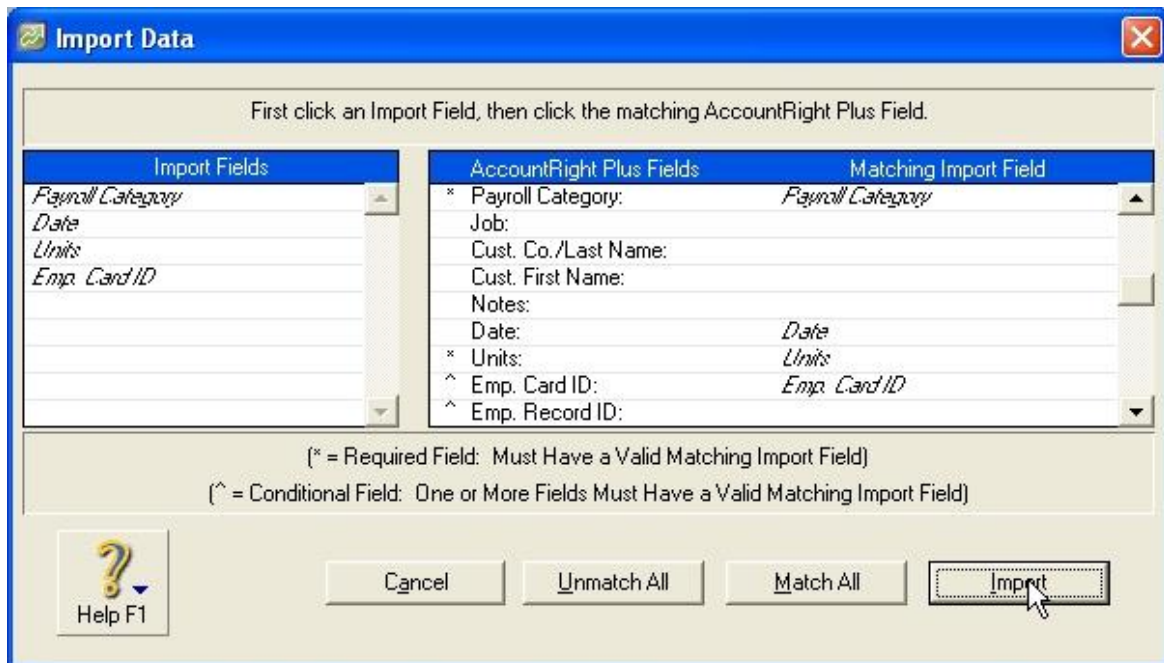 Import Data
First click an Import Field, then click the matching AccountRight Plus Field.
Import Fields
Payroll Category
Date
Units
Emp. Card ID
AccountRight Plus Fields Matching Import Field
* Payroll Category: Payroll Category
Job:
Cust. Co./Last Name:
Cust. First Name:
Notes:
Date: Date
* Units: Units
^ Emp. Card ID: Emp. Card ID
^ Emp. Record ID:
(* = Required Field: Must Have a Valid Matching Import Field)
(^ = Conditional Field: One or More Fields Must Have a Valid Matching Import Field)
Help F1
Cancel Unmatch All Match All Import